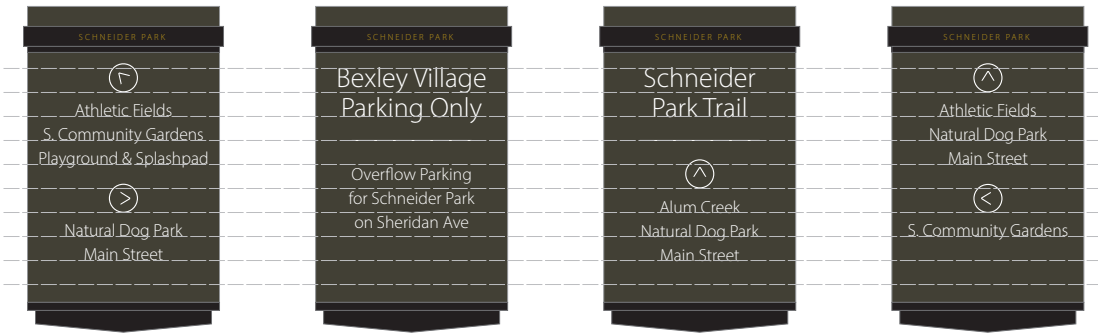 SCHNEIDER PARK
Athletic Fields
S. Community Gardens
Playground & Splashpad
Natural Dog Park
Main Street
SCHNEIDER PARK
Bexley Village
Parking Only
Overflow Parking
for Schneider Park
on Sheridan Ave
SCHNEIDER PARK
Schneider
Park Trail
Alum Creek
Natural Dog Park
Main Street
SCHNEIDER PARK
Athletic Fields
Natural Dog Park
Main Street
S. Community Gardens